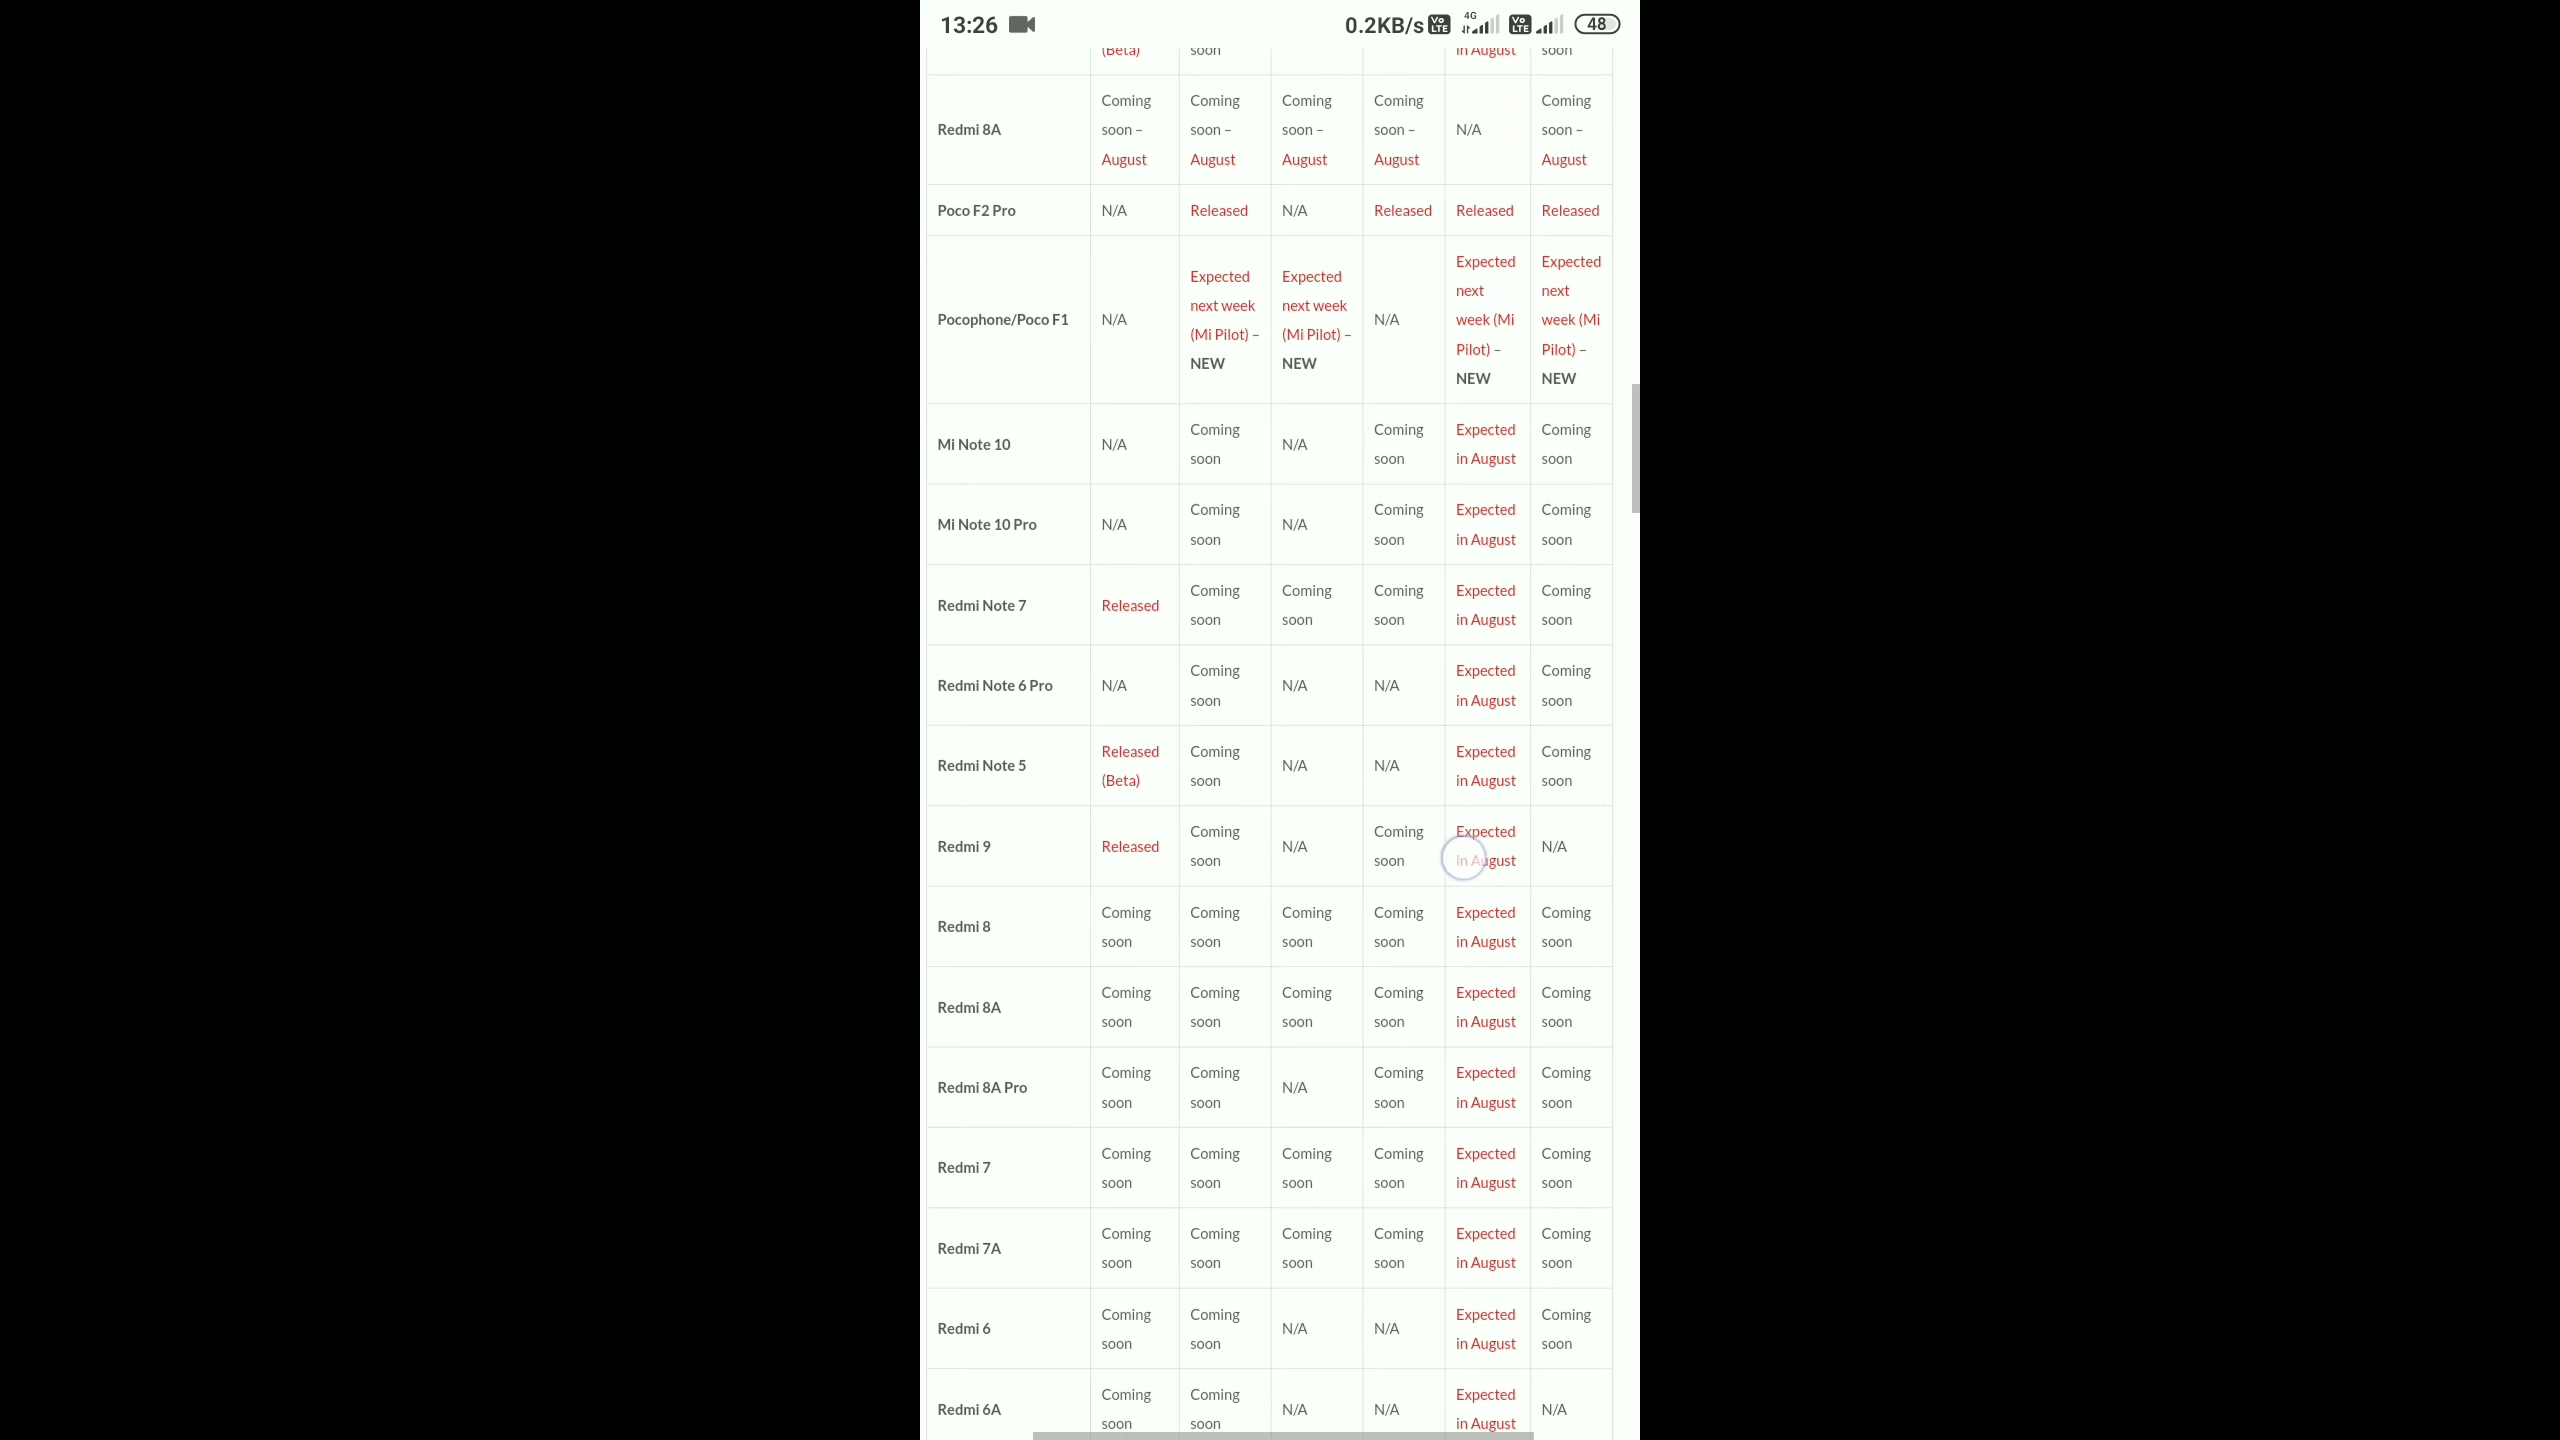 13:26 0.2KB/s Vo LTE 4G Vo LTE 48
(Beta) soon in August soon
Coming Coming Coming Coming Coming
Redmi 8A soon – soon – soon – soon – N/A soon –
August August August August August
Poco F2 Pro N/A Released N/A Released Released Released
Expected Expected
Expected Expected next next
next week next week week (Mi week (Mi
Pocophone/Poco F1 N/A (Mi Pilot) – (Mi Pilot) – N/A Pilot) – Pilot) –
NEW NEW NEW NEW
Coming Coming Expected Coming
Mi Note 10 N/A soon N/A soon in August soon
Coming Coming Expected Coming
Mi Note 10 Pro N/A soon N/A soon in August soon
Coming Coming Coming Expected Coming
Redmi Note 7 Released soon soon soon in August soon
Coming Expected Coming
Redmi Note 6 Pro N/A soon N/A N/A in August soon
Released Coming Expected Coming
Redmi Note 5 (Beta) soon N/A N/A in August soon
Coming Coming Expected
Redmi 9 Released soon N/A soon in August N/A
Coming Coming Coming Coming Expected Coming
Redmi 8 soon soon soon soon in August soon
Coming Coming Coming Coming Expected Coming
Redmi 8A soon soon soon soon in August soon
Coming Coming Coming Expected Coming
Redmi 8A Pro soon soon N/A soon in August soon
Coming Coming Coming Coming Expected Coming
Redmi 7 soon soon soon soon in August soon
Coming Coming Coming Coming Expected Coming
Redmi 7A soon soon soon soon in August soon
Coming Coming Expected Coming
Redmi 6 soon soon N/A N/A in August soon
Coming Coming Expected
Redmi 6A soon soon N/A N/A in August N/A